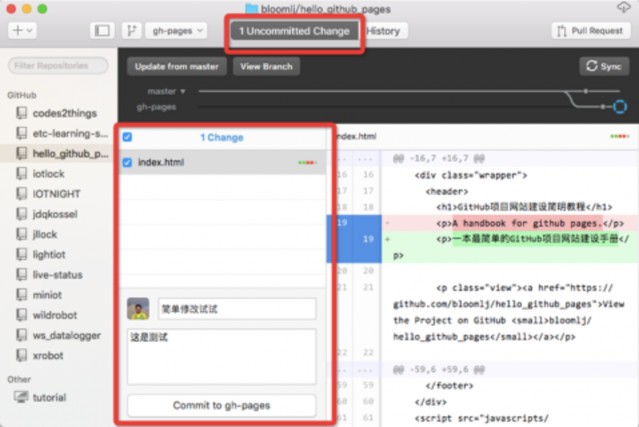 bloomlj/hello_github_pages
gh-pages
1 Uncommitted Change
History
Pull Request
Filter Repositories
Update from master
View Branch
Sync
master
gh-pages
GitHub
codes2things
etc-learning-s...
hello_github_p...
iotlock
IOTNIGHT
jdqkossel
jllock
lightiot
live-status
miniot
wildrobot
ws_datalogger
xrobot
Other
tutorial
1 Change
index.html
简单修改试试
这是测试
Commit to gh-pages
index.html
... ... @@ -16,7 +16,7 @@
16 16 <div class="wrapper">
17 17 <header>
18 18 <h1>GitHub项目网站建设简明教程</h1>
19 - <p>A handbook for github pages.</p>
19 + <p>一本最简单的GitHub项目网站建设手册</
p>
20 20
21 21 <p class="view"><a href="https://
github.com/bloomlj/hello_github_pages">View
the Project on GitHub <small>bloomlj/
hello_github_pages</small></a></p>
22 22
... ... @@ -59,6 +59,6 @@
59 59 </footer>
60 60 </div>
61 61 <script src="javascripts/